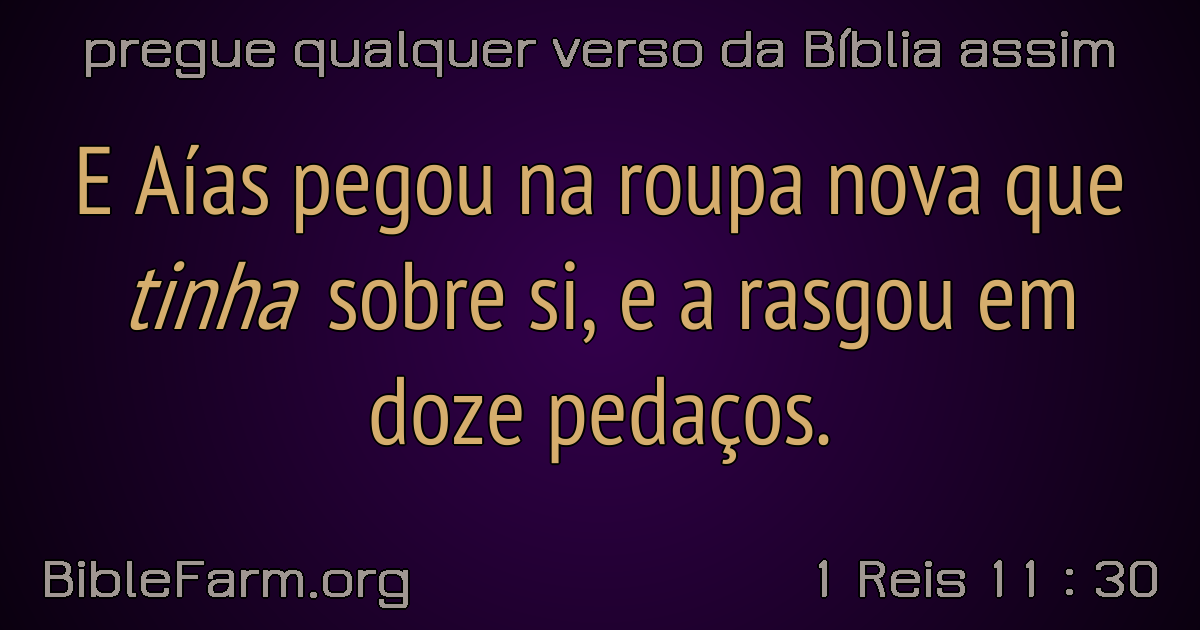 pregue qualquer verso da Bíblia assim
E Aías pegou na roupa nova que
tinha sobre si, e a rasgou em
doze pedaços.
BibleFarm.org
1 Reis 11 : 30